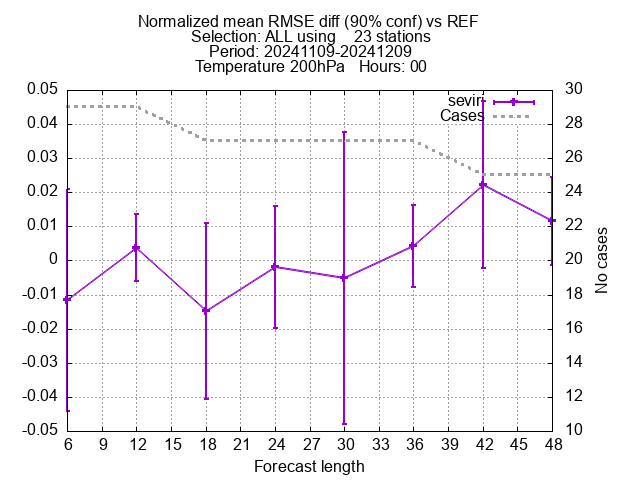 Normalized mean RMSE diff (90% conf) vs REF
Selection: ALL using    23 stations
Period: 20241109-20241209
Temperature 200hPa   Hours: 00
sevir
Cases
0.05
0.04
0.03
0.02
0.01
0
-0.01
-0.02
-0.03
-0.04
-0.05
30
28
26
24
22
20
18
16
14
12
10
No cases
6 9 12 15 18 21 24 27 30 33 36 39 42 45 48
Forecast length